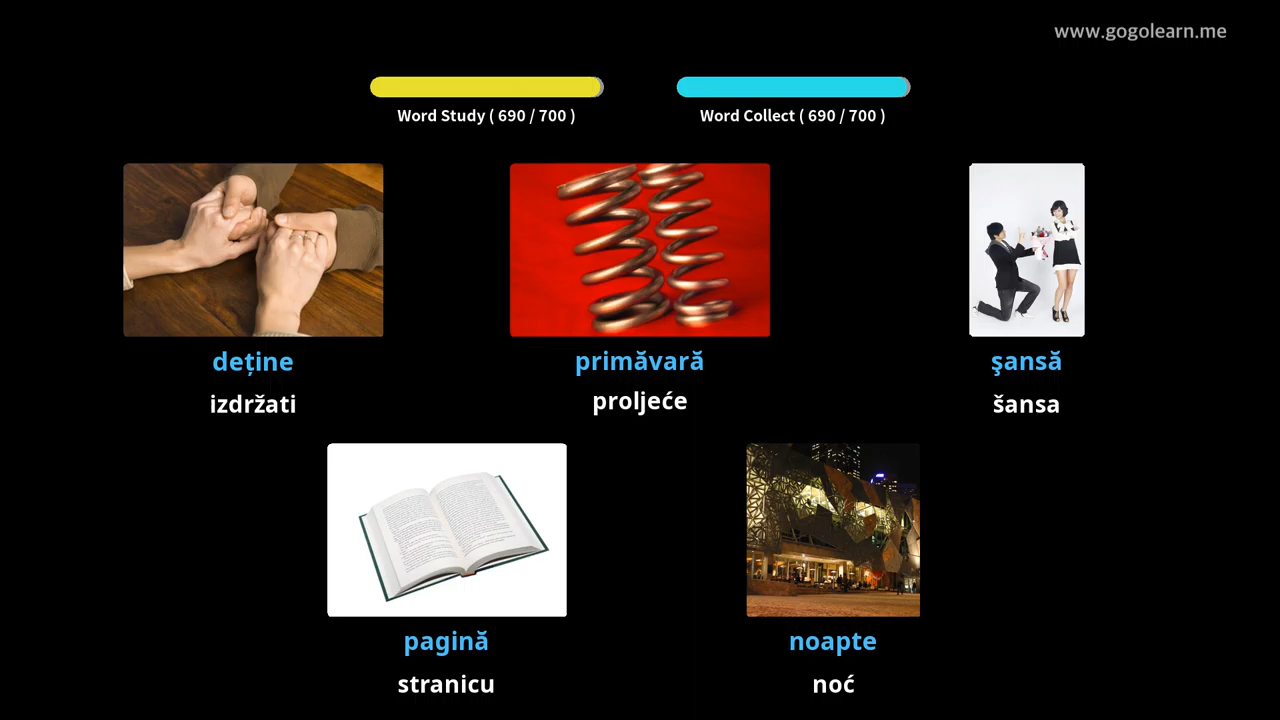 www.gogolearn.me
Word Study ( 690 / 700 )
Word Collect ( 690 / 700 )
deține
izdržati
primăvară
proljeće
şansă
šansa
pagină
stranicu
noapte
noć